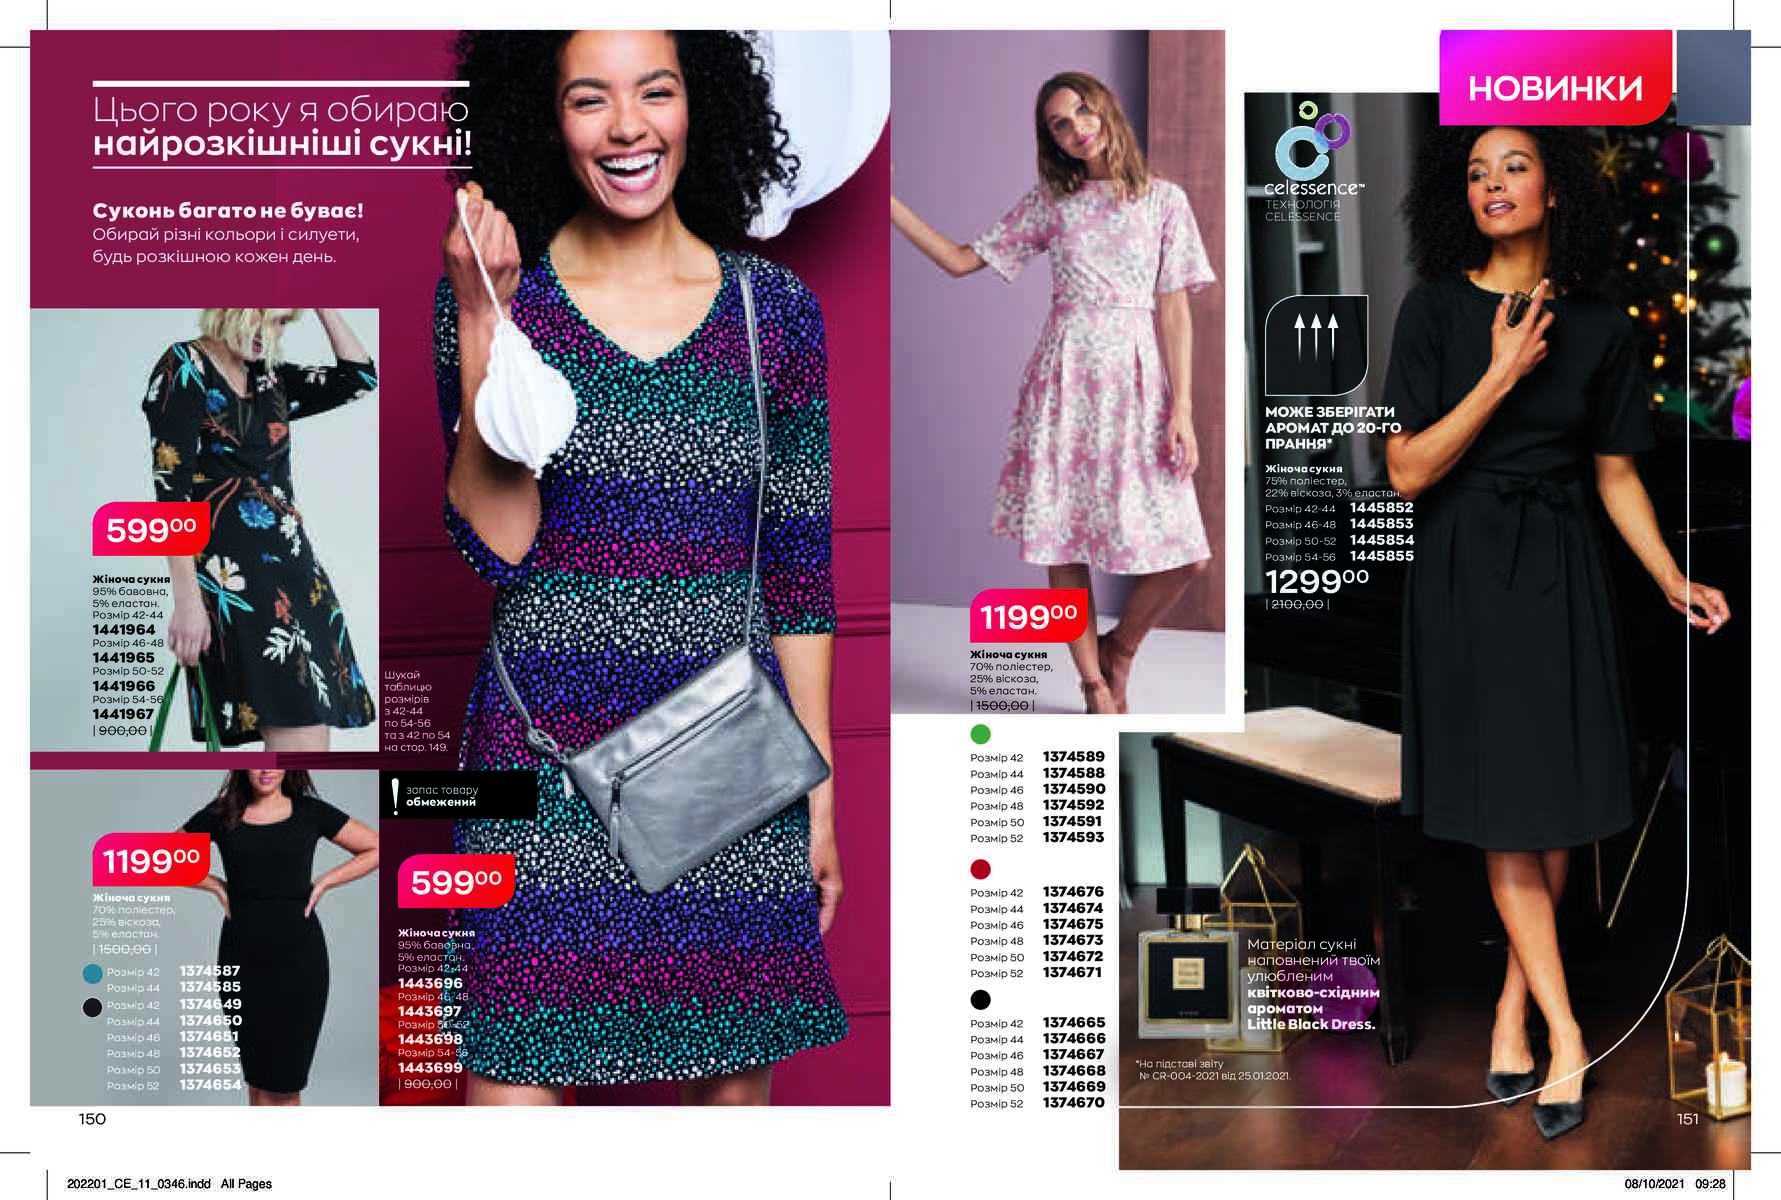 Цього року я обираю
найрозкішніші сукні!
Суконь багато не буває!
Обирай різні кольори і силуети,
будь розкішною кожен день.
599⁰⁰
Жіноча сукня
95% бавовна,
5% еластан.
Розмір 42-44
1441964
Розмір 46-48
1441965
Розмір 50-52
1441966
Розмір 54-56
1441967
| 900,00 |
Шукай
таблицю
розмірів
з 42-44
по 54-56
та з 42 по 54
на стор. 149.
! запас товару
обмежений
1199⁰⁰
Жіноча сукня
70% поліестер,
25% віскоза,
5% еластан.
| 1500,00 |
Розмір 42 1374587
Розмір 44 1374585
Розмір 42 1374649
Розмір 44 1374650
Розмір 46 1374651
Розмір 48 1374652
Розмір 50 1374653
Розмір 52 1374654
599⁰⁰
Жіноча сукня
95% бавовна,
5% еластан.
Розмір 42-44
1443696
Розмір 46-48
1443697
Розмір 50-52
1443698
Розмір 54-56
1443699
| 900,00 |
150
1199⁰⁰
Жіноча сукня
70% поліестер,
25% віскоза,
5% еластан.
| 1500,00 |
Розмір 42 1374589
Розмір 44 1374588
Розмір 46 1374590
Розмір 48 1374592
Розмір 50 1374591
Розмір 52 1374593
Розмір 42 1374676
Розмір 44 1374674
Розмір 46 1374675
Розмір 48 1374673
Розмір 50 1374672
Розмір 52 1374671
Розмір 42 1374665
Розмір 44 1374666
Розмір 46 1374667
Розмір 48 1374668
Розмір 50 1374669
Розмір 52 1374670
НОВИНКИ
celessence™
ТЕХНОЛОГІЯ
CELESSENCE
МОЖЕ ЗБЕРІГАТИ
АРОМАТ ДО 20-ГО
ПРАННЯ*
Жіноча сукня
75% поліестер,
22% віскоза, 3% еластан.
Розмір 42-44 1445852
Розмір 46-48 1445853
Розмір 50-52 1445854
Розмір 54-56 1445855
1299⁰⁰
| 2100,00 |
Матеріал сукні
наповнений твоїм
улюбленим
квітково-східним
ароматом
Little Black Dress.
*На підставі звіту
№ CR-004-2021 від 25.01.2021.
151
202201_CE_11_0346.indd All Pages
08/10/2021 09:28